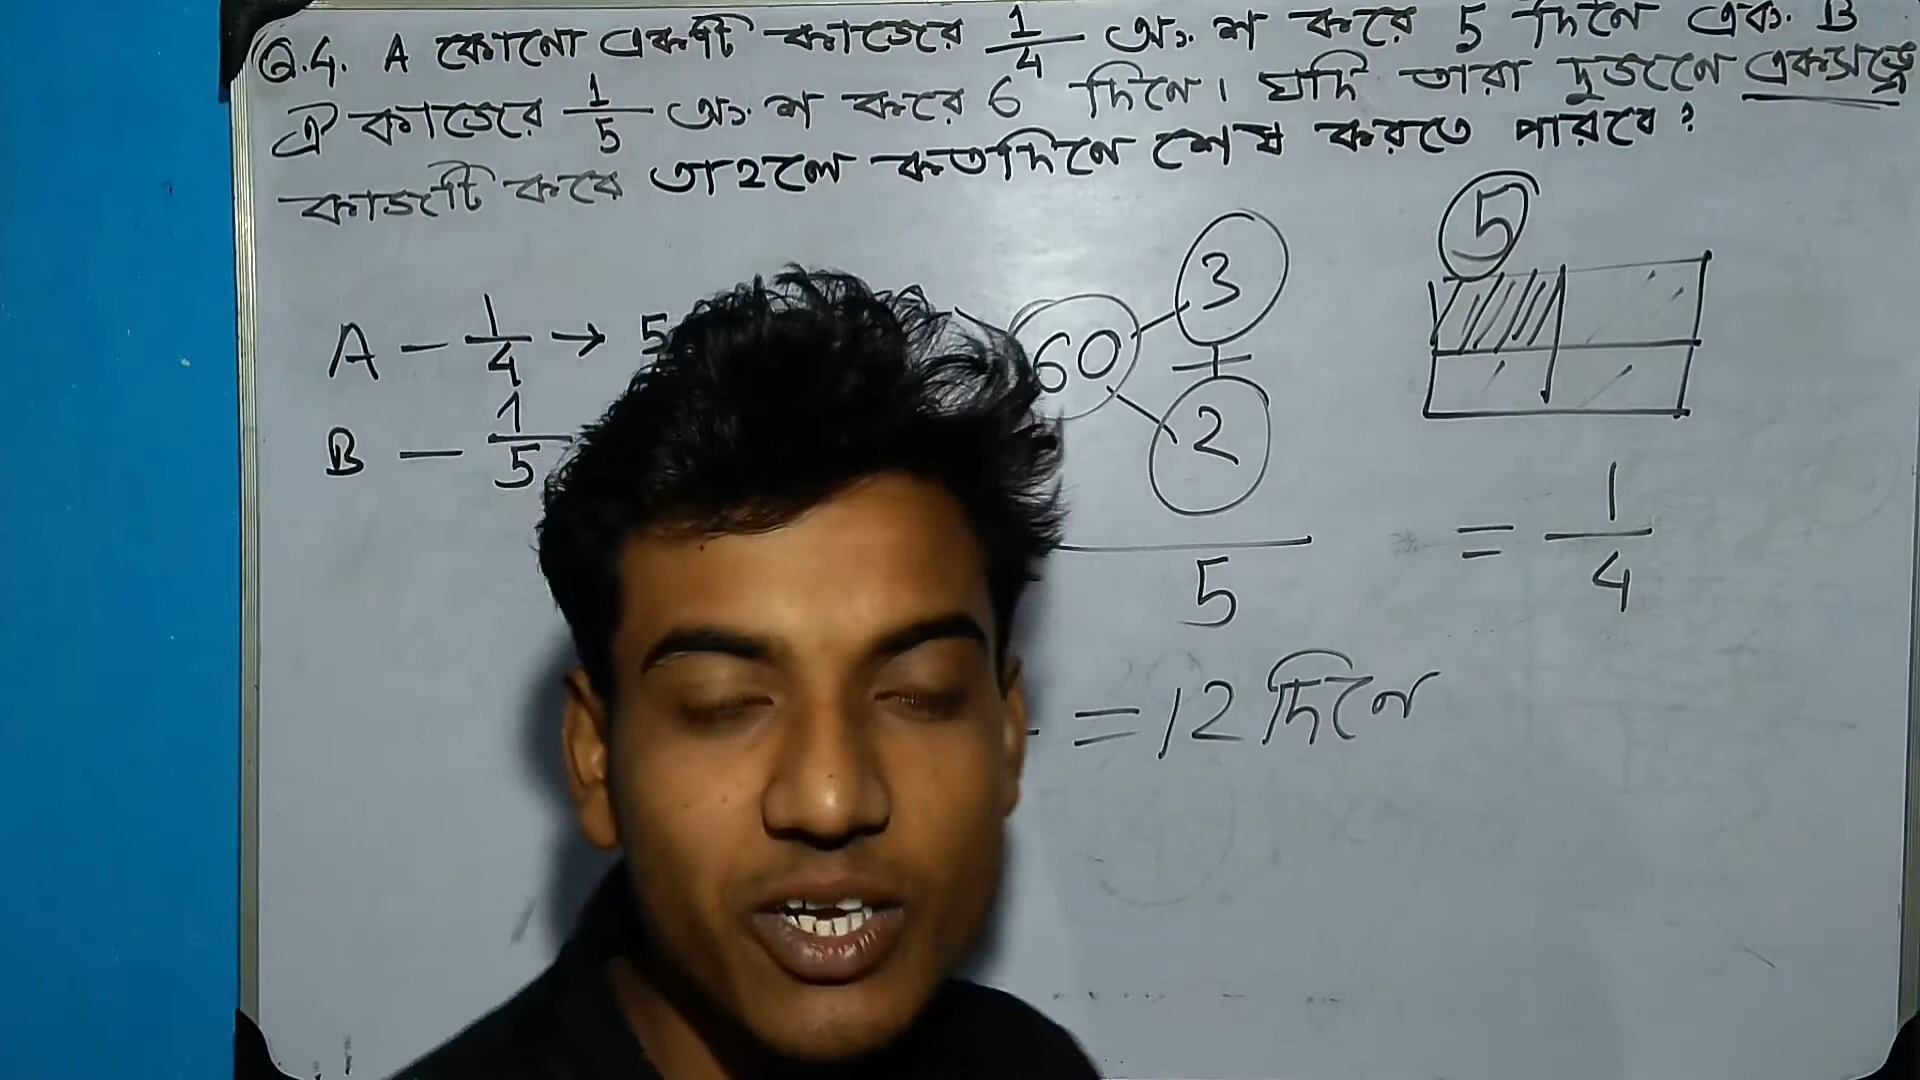 Q.4. A কোনো একটি কাজের 1/4 অংশ করে 5 দিনে এবং B
ঐ কাজের 1/5 অংশ করে 6 দিনে। যদি তারা দুজনে একসঙ্গে
কাজটি করে তাহলে কতদিনে শেষ করতে পারবে?
5
3
A — 1/4 → 5
60
+
2
B — 1/5
5
= 1/4
= 12 দিনে